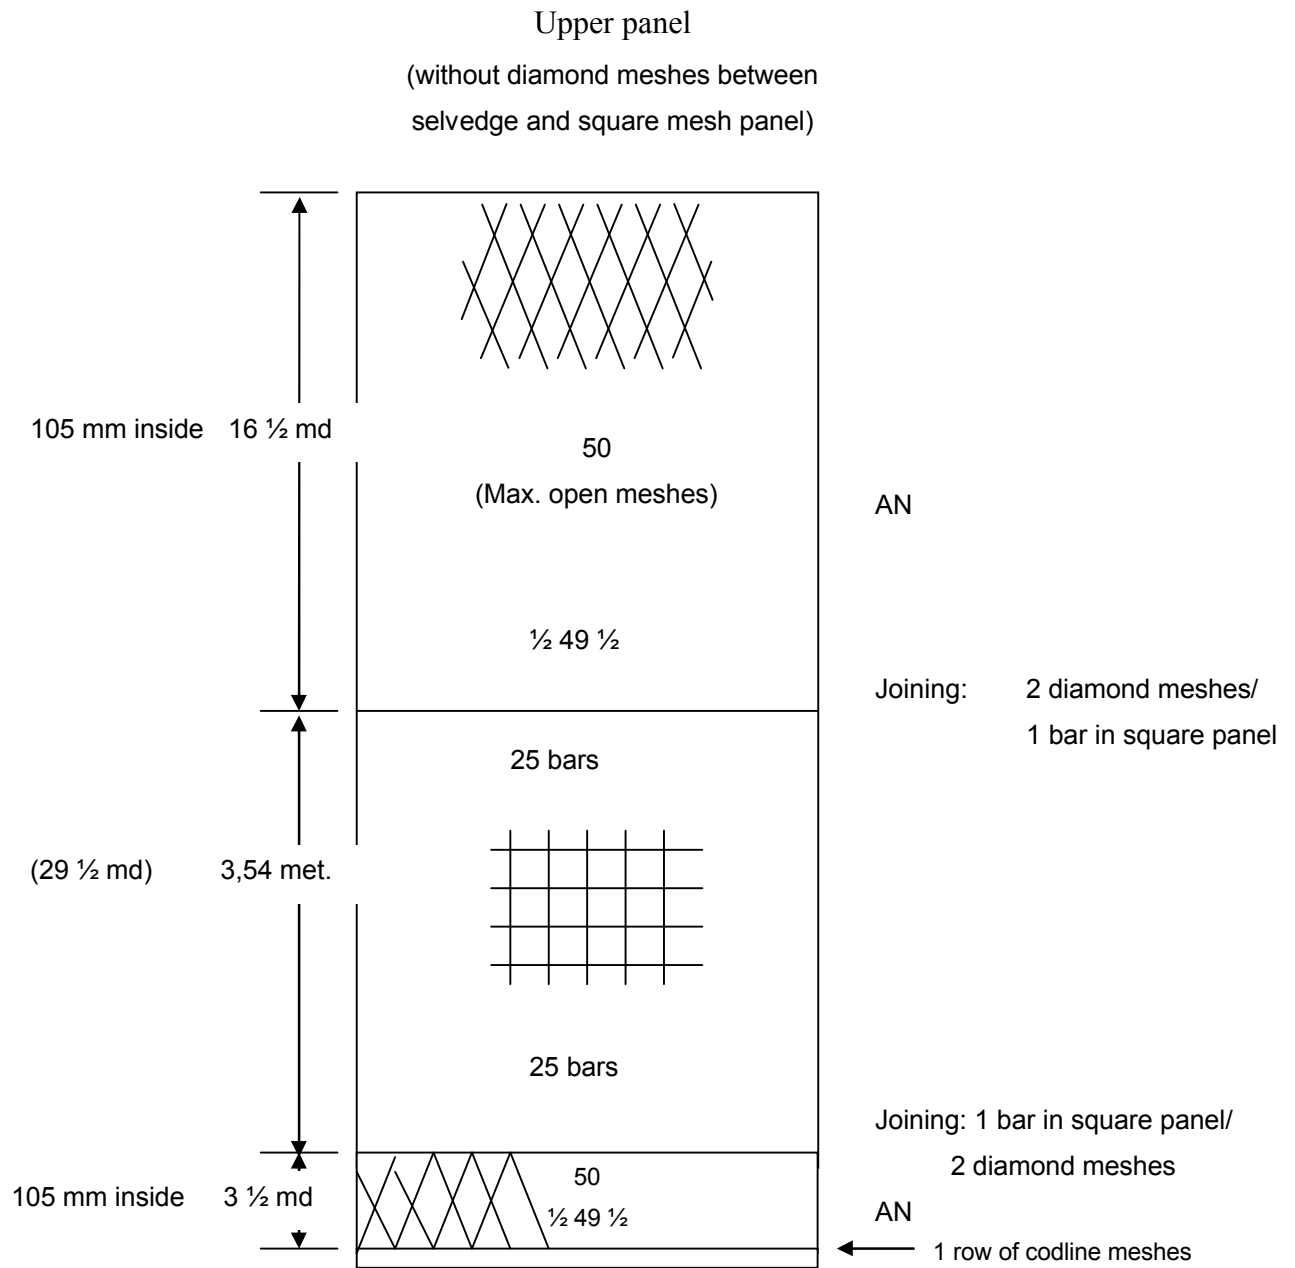 Upper panel
(without diamond meshes between
selvedge and square mesh panel)
105 mm inside 16 ½ md
50
(Max. open meshes)
AN
½ 49 ½
Joining: 2 diamond meshes/
1 bar in square panel
25 bars
(29 ½ md) 3,54 met.
25 bars
Joining: 1 bar in square panel/
2 diamond meshes
105 mm inside 3 ½ md
50
½ 49 ½
AN
1 row of codline meshes